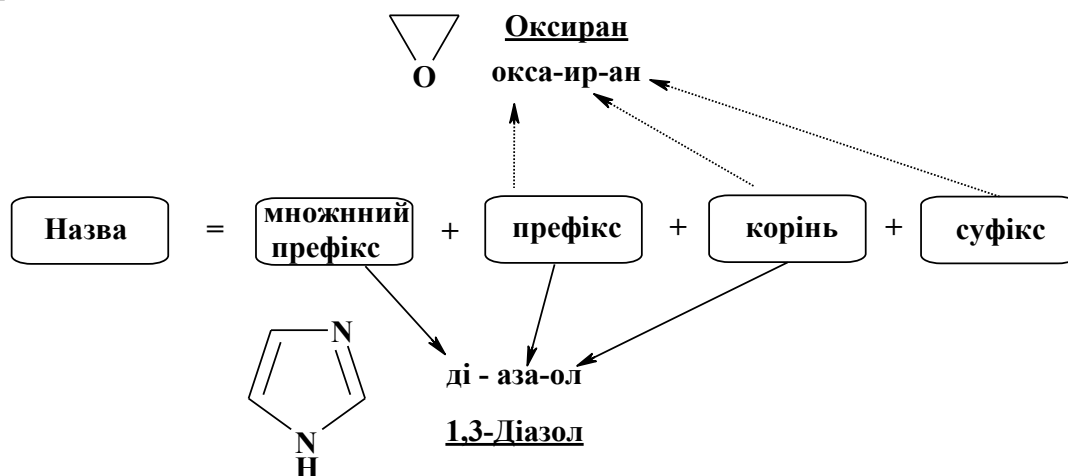 Оксиран
O
окса-ир-ан
Назва = множнний префікс + префікс + корінь + суфікс
N
ді - аза-ол
N
H
1,3-Діазол